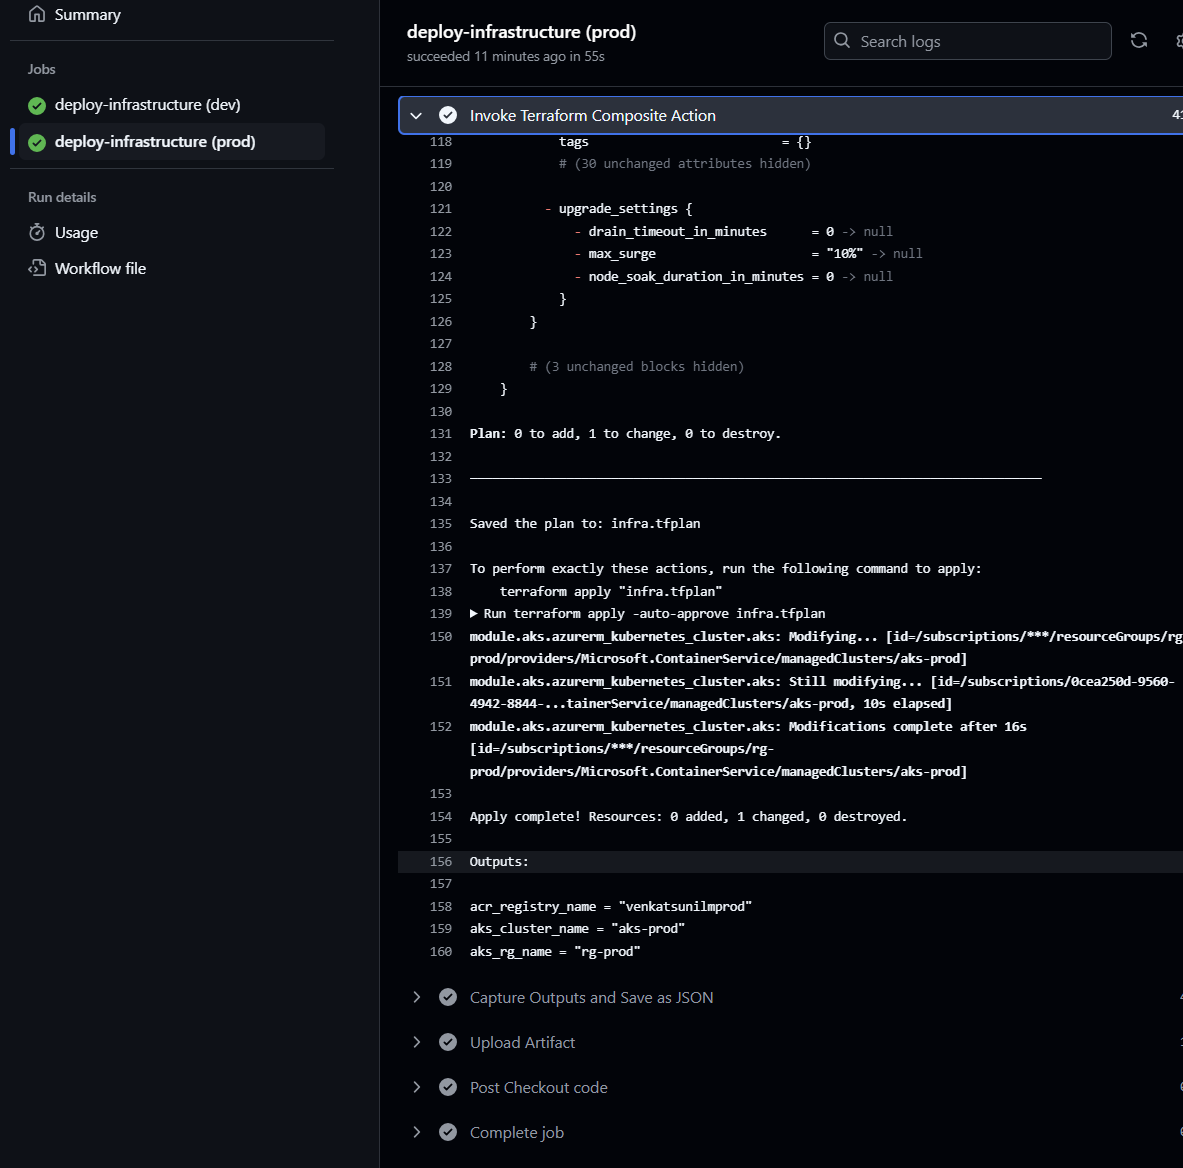 Summary
Jobs
deploy-infrastructure (dev)
deploy-infrastructure (prod)
Run details
Usage
Workflow file
deploy-infrastructure (prod)
succeeded 11 minutes ago in 55s
Search logs
Invoke Terraform Composite Action
118 tags = {}
119 # (30 unchanged attributes hidden)
120
121 - upgrade_settings {
122 - drain_timeout_in_minutes = 0 -> null
123 - max_surge = "10%" -> null
124 - node_soak_duration_in_minutes = 0 -> null
125 }
126 }
127
128 # (3 unchanged blocks hidden)
129 }
130
131 Plan: 0 to add, 1 to change, 0 to destroy.
132
133 ─────────────────────────────────────────────────────────────────────────────
134
135 Saved the plan to: infra.tfplan
136
137 To perform exactly these actions, run the following command to apply:
138 terraform apply "infra.tfplan"
139 ▶ Run terraform apply -auto-approve infra.tfplan
150 module.aks.azurerm_kubernetes_cluster.aks: Modifying... [id=/subscriptions/***/resourceGroups/rg
prod/providers/Microsoft.ContainerService/managedClusters/aks-prod]
151 module.aks.azurerm_kubernetes_cluster.aks: Still modifying... [id=/subscriptions/0cea250d-9560-
4942-8844-...tainerService/managedClusters/aks-prod, 10s elapsed]
152 module.aks.azurerm_kubernetes_cluster.aks: Modifications complete after 16s
[id=/subscriptions/***/resourceGroups/rg-
prod/providers/Microsoft.ContainerService/managedClusters/aks-prod]
153
154 Apply complete! Resources: 0 added, 1 changed, 0 destroyed.
155
156 Outputs:
157
158 acr_registry_name = "venkatsunilmprod"
159 aks_cluster_name = "aks-prod"
160 aks_rg_name = "rg-prod"
Capture Outputs and Save as JSON
Upload Artifact
Post Checkout code
Complete job